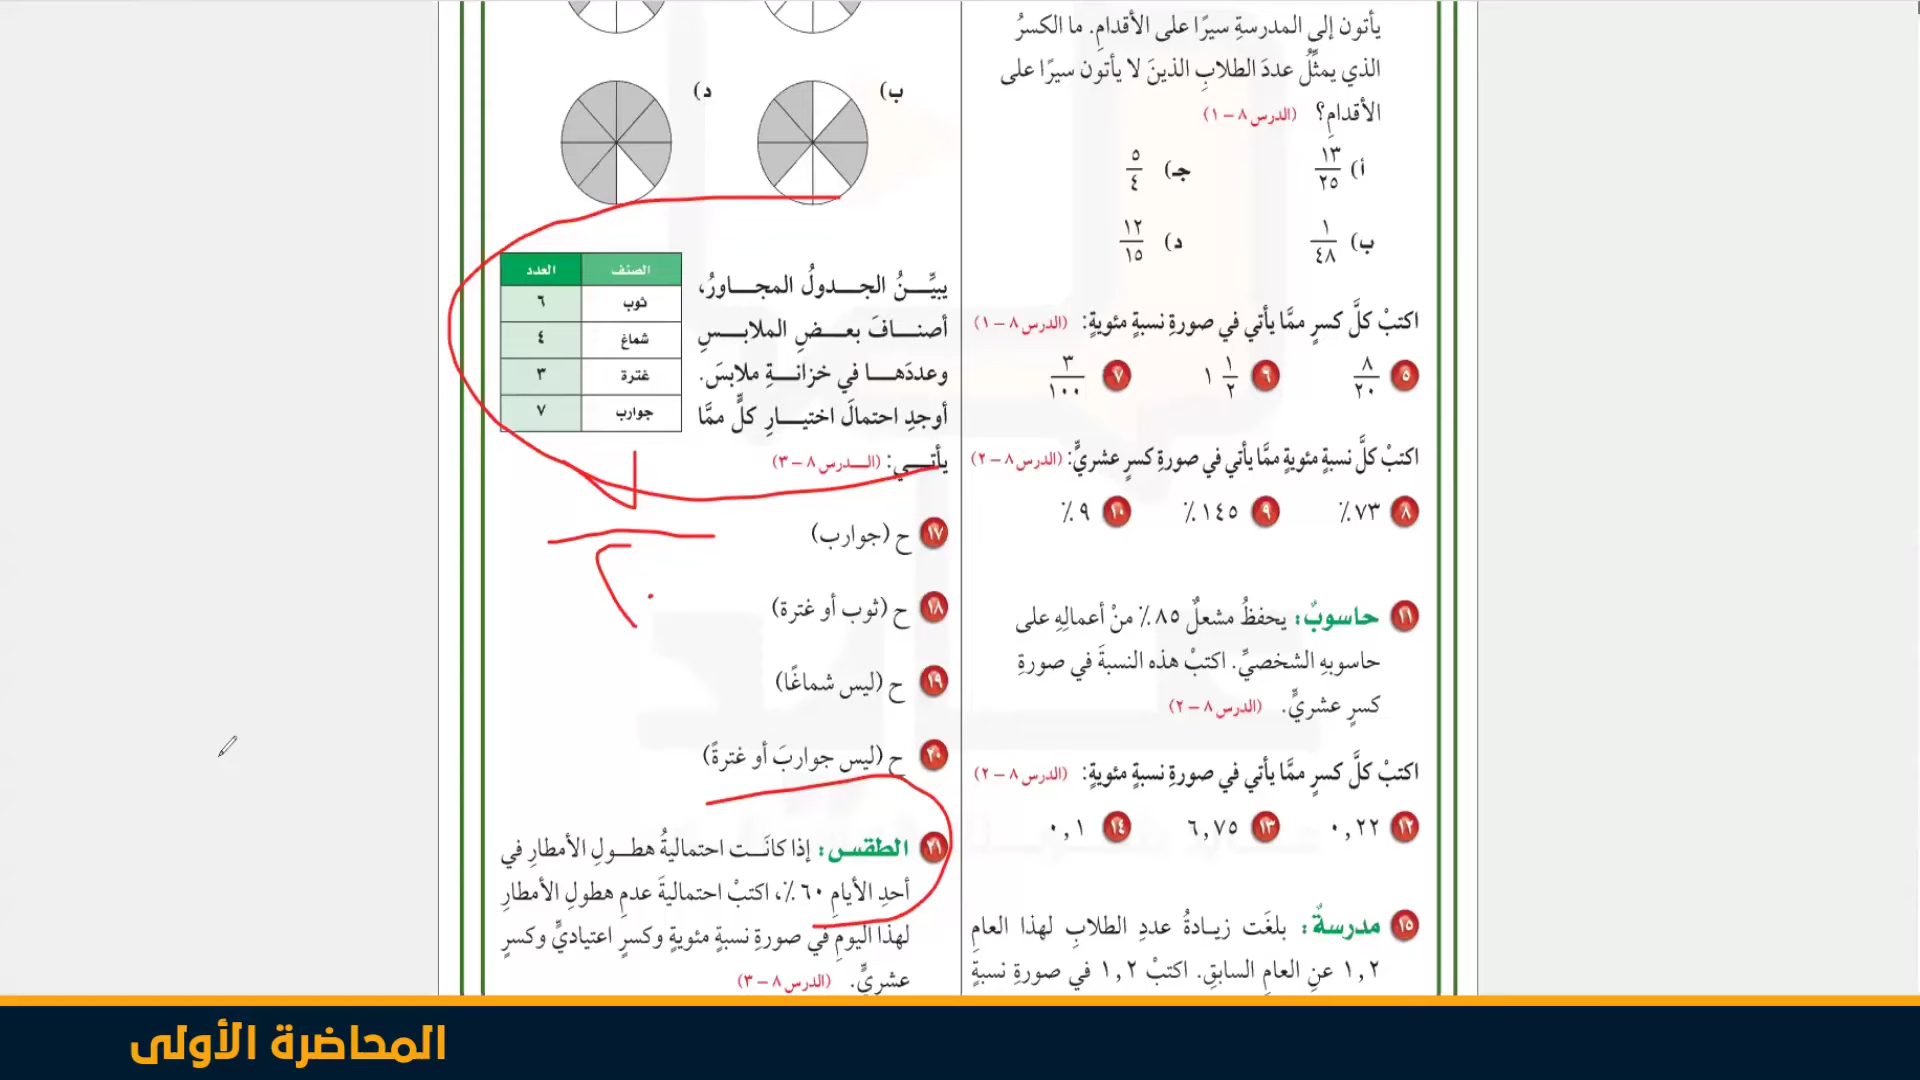 يأتون إلى المدرسةِ سيرًا على الأقدامِ. ما الكسرُ
الذي يمثِّلُ عددَ الطلابِ الذينَ لا يأتون سيرًا على
الأقدامِ؟ (الدرس ٨ – ١)
أ) ١٣/٢٥ جـ) ٥/٤
ب) ١/٤٨ د) ١٢/١٥
اكتبْ كلَّ كسرٍ ممَّا يأتي في صورةِ نسبةٍ مئويةٍ: (الدرس ٨ – ١)
٥ ٨/٢٠ ٦ ١ ١/٢ ٧ ٣/١٠٠
اكتبْ كلَّ نسبةٍ مئويةٍ ممَّا يأتي في صورةِ كسرٍ عشريٍّ: (الدرس ٨ – ٢)
٨ ٧٣٪ ٩ ١٤٥٪ ١٠ ٩٪
١١ حاسوبٌ: يحفظُ مشعلٌ ٨٥٪ منْ أعمالِهِ على
حاسوبهِ الشخصيِّ. اكتبْ هذه النسبةَ في صورةِ
كسرٍ عشريٍّ. (الدرس ٨ – ٢)
اكتبْ كلَّ كسرٍ ممَّا يأتي في صورةِ نسبةٍ مئويةٍ: (الدرس ٨ – ٢)
١٢ ٠,٢٢ ١٣ ٦,٧٥ ١٤ ٠,١
١٥ مدرسةٌ: بلغَت زيادةُ عددِ الطلابِ لهذا العامِ
١,٢ عنِ العامِ السابقِ. اكتبْ ١,٢ في صورةِ نسبةٍ
ب) د)
يبيِّنُ الجدولُ المجاورُ،
أصنافَ بعضِ الملابسِ
وعددَها في خزانةِ ملابسَ.
أوجدِ احتمالَ اختيارِ كلٍّ ممَّا
يأتي: (الدرس ٨ – ٣)
الصنف العدد
ثوب ٦
شماغ ٤
غترة ٣
جوارب ٧
١٧ ح (جوارب)
١٨ ح (ثوب أو غترة)
١٩ ح (ليس شماغًا)
٢٠ ح (ليس جواربَ أو غترةً)
٢١ الطقس: إذا كانَت احتماليةُ هطولِ الأمطارِ في
أحدِ الأيامِ ٦٠٪، اكتبْ احتماليةَ عدمِ هطولِ الأمطارِ
لهذا اليومِ في صورةِ نسبةٍ مئويةٍ وكسرٍ اعتياديٍّ وكسرٍ
عشريٍّ. (الدرس ٨ – ٣)
المحاضرة الأولى